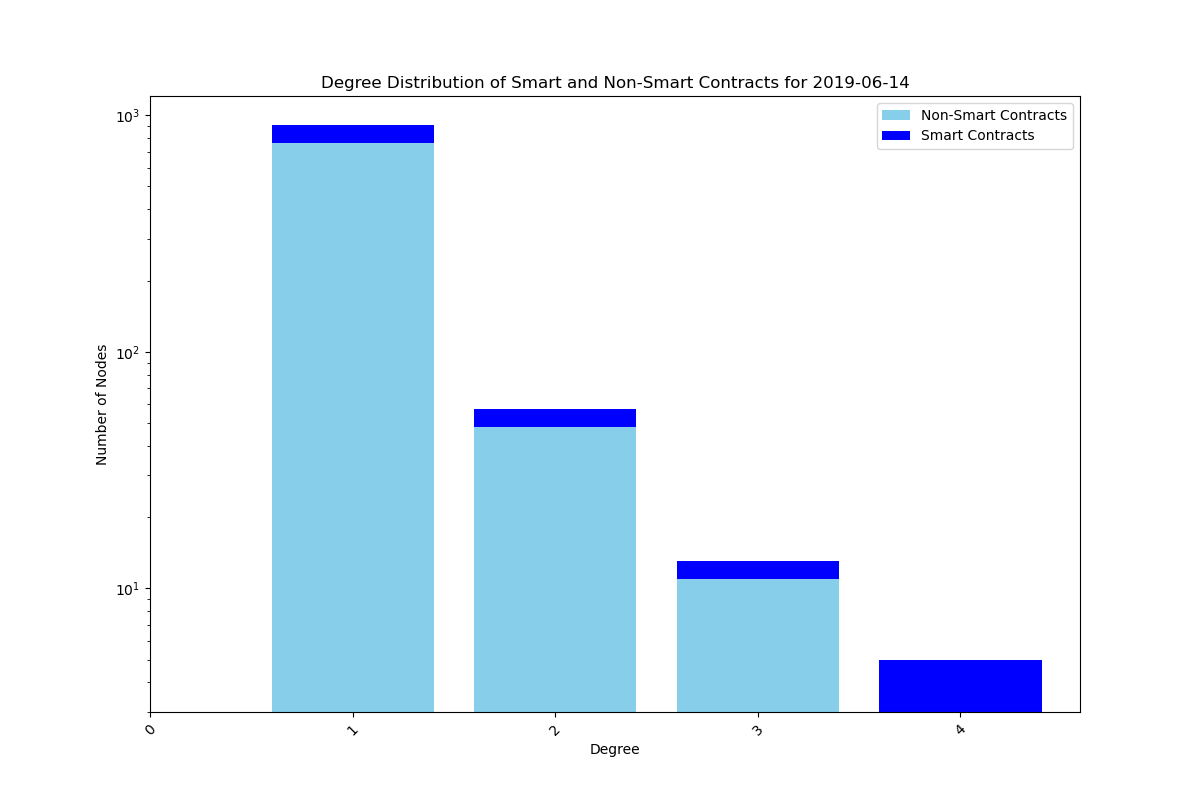 Degree Distribution of Smart and Non-Smart Contracts for 2019-06-14
Non-Smart Contracts
Smart Contracts
Number of Nodes
10³
10²
10¹
0
1
2
3
4
Degree